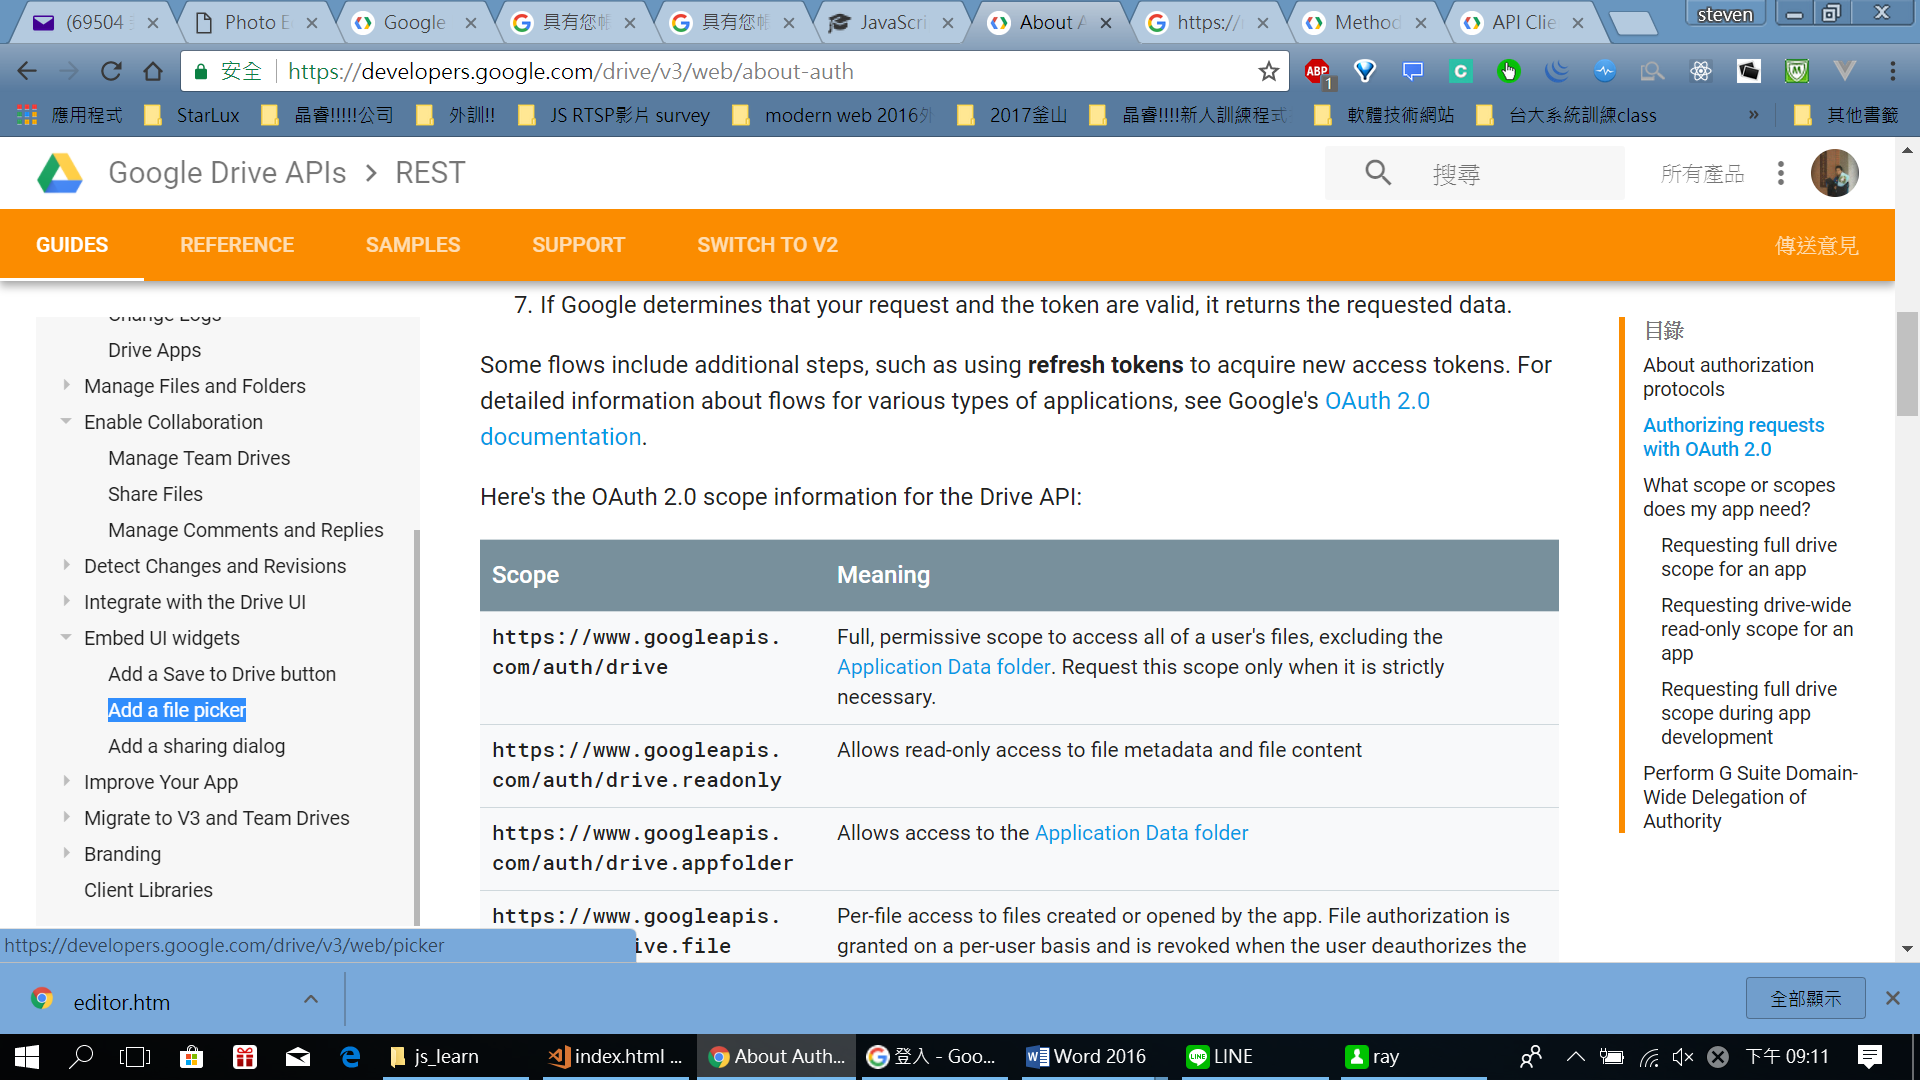 (69504
Photo E
Google
具有您帳
具有您帳
JavaScri
About A
https://
Method
API Clie
steven
安全
https://developers.google.com/drive/v3/web/about-auth
ABP
1
應用程式
StarLux
晶睿!!!!!公司
外訓!!
JS RTSP影片 survey
modern web 2016外
2017釜山
晶睿!!!!新人訓練程式
軟體技術網站
台大系統訓練class
»
其他書籤
Google Drive APIs > REST
搜尋
所有產品
GUIDES
REFERENCE
SAMPLES
SUPPORT
SWITCH TO V2
傳送意見
Change Logs
Drive Apps
Manage Files and Folders
Enable Collaboration
Manage Team Drives
Share Files
Manage Comments and Replies
Detect Changes and Revisions
Integrate with the Drive UI
Embed UI widgets
Add a Save to Drive button
Add a file picker
Add a sharing dialog
Improve Your App
Migrate to V3 and Team Drives
Branding
Client Libraries
https://developers.google.com/drive/v3/web/picker
7. If Google determines that your request and the token are valid, it returns the requested data.
Some flows include additional steps, such as using refresh tokens to acquire new access tokens. For
detailed information about flows for various types of applications, see Google's OAuth 2.0
documentation.
Here's the OAuth 2.0 scope information for the Drive API:
Scope
Meaning
https://www.googleapis.
com/auth/drive
Full, permissive scope to access all of a user's files, excluding the
Application Data folder. Request this scope only when it is strictly
necessary.
https://www.googleapis.
com/auth/drive.readonly
Allows read-only access to file metadata and file content
https://www.googleapis.
com/auth/drive.appfolder
Allows access to the Application Data folder
https://www.googleapis.
ive.file
Per-file access to files created or opened by the app. File authorization is
granted on a per-user basis and is revoked when the user deauthorizes the
目錄
About authorization
protocols
Authorizing requests
with OAuth 2.0
What scope or scopes
does my app need?
Requesting full drive
scope for an app
Requesting drive-wide
read-only scope for an
app
Requesting full drive
scope during app
development
Perform G Suite Domain-
Wide Delegation of
Authority
editor.htm
全部顯示
js_learn
index.html ...
About Auth...
登入 - Goo...
Word 2016
LINE
ray
下午 09:11